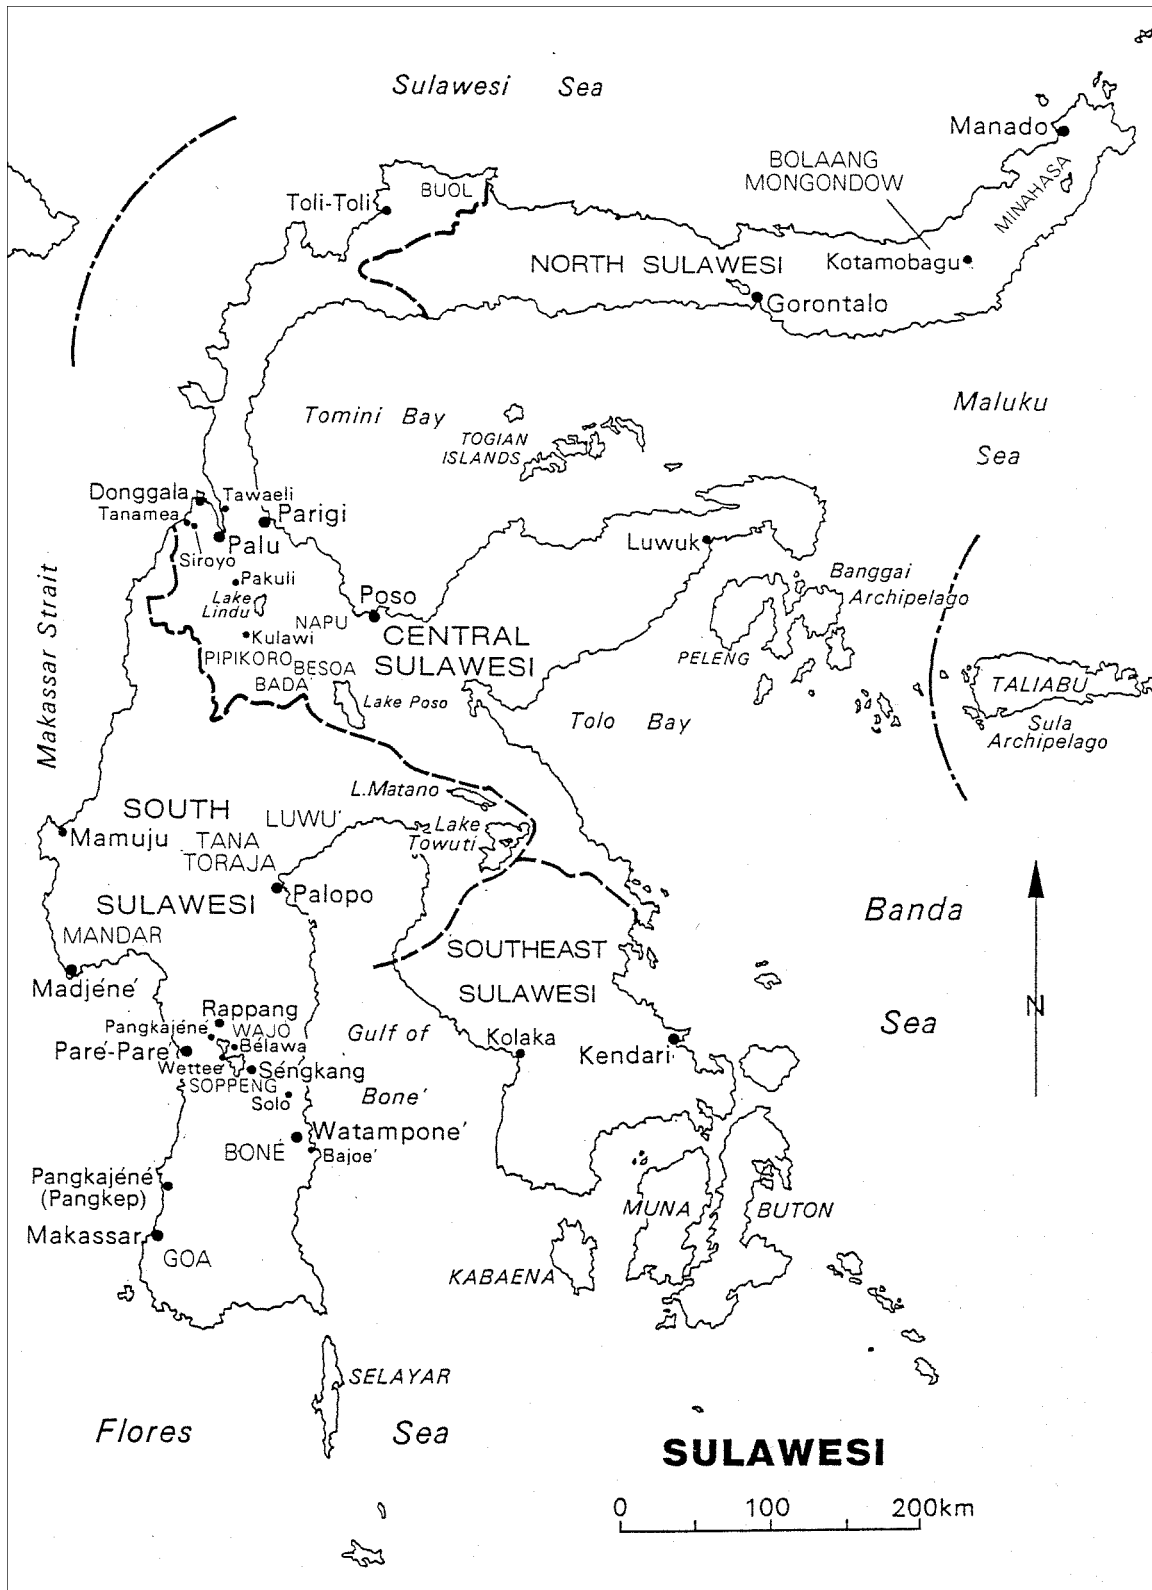 Sulawesi Sea
Manado
BOLAANG
MONGONDOW
MINAHASA
BUOL
Toli-Toli
NORTH SULAWESI
Kotamobagu
Gorontalo
Maluku
Sea
Tomini Bay
TOGIAN
ISLANDS
Donggala
Tawaeli
Tanamea
Parigi
Palu
Siroyo
Luwuk
Makassar Strait
Pakuli
Lake
Lindu
Banggai
Archipelago
Poso
NAPU
Kulawi
CENTRAL
SULAWESI
PIPIKORO
BESOA
BADA'
PELENG
Lake Poso
TALIABU
Sula
Archipelago
Tolo Bay
L.Matano
SOUTH
LUWU'
Lake
Towuti
Mamuju
TANA
TORAJA
Palopo
SULAWESI
Banda
MANDAR
SOUTHEAST
SULAWESI
Madjéné'
N
Rappang
Pangkajéné'
WAJO
Gulf of
Sea
Paré-Paré'
Bélawa
Kolaka
Kendari
Wettee'
Séngkang
SOPPENG
Solo
Boné'
BONÉ
Watamponé'
Bajoe'
Pangkajéné'
(Pangkep)
MUNA
BUTON
Makassar
GOA
KABAENA
SELAYAR
Flores Sea
SULAWESI
0 100 200km